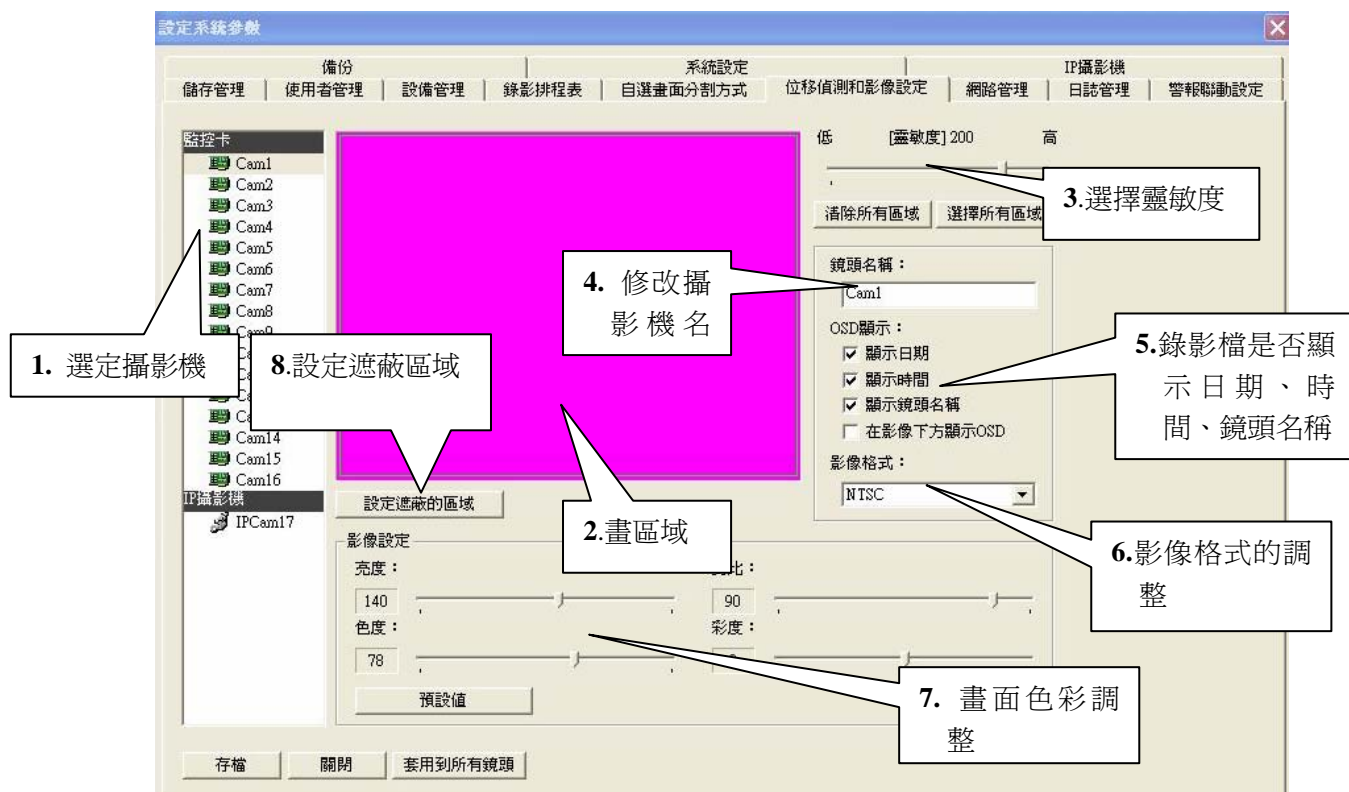 設定系統參數
備份 系統設定 IP攝影機
儲存管理 使用者管理 設備管理 錄影排程表 自選畫面分割方式 位移偵測和影像設定 網路管理 日誌管理 警報聯動設定
監控卡
Cam1
Cam2
Cam3
Cam4
Cam5
Cam6
Cam7
Cam8
Cam14
Cam15
Cam16
IP攝影機
IPCam17
低 [靈敏度] 200 高
清除所有區域 選擇所有區域
3.選擇靈敏度
鏡頭名稱：
Cam1
4. 修改攝
影機名
OSD顯示：
顯示日期
顯示時間
顯示鏡頭名稱
在影像下方顯示OSD
5.錄影檔是否顯
示日期、時
間、鏡頭名稱
1. 選定攝影機
8.設定遮蔽區域
影像格式：
NTSC
設定遮蔽的區域
2.畫區域
6.影像格式的調
整
影像設定
亮度：
140 90
色度： 彩度：
78
預設值
7. 畫面色彩調
整
存檔 關閉 套用到所有鏡頭